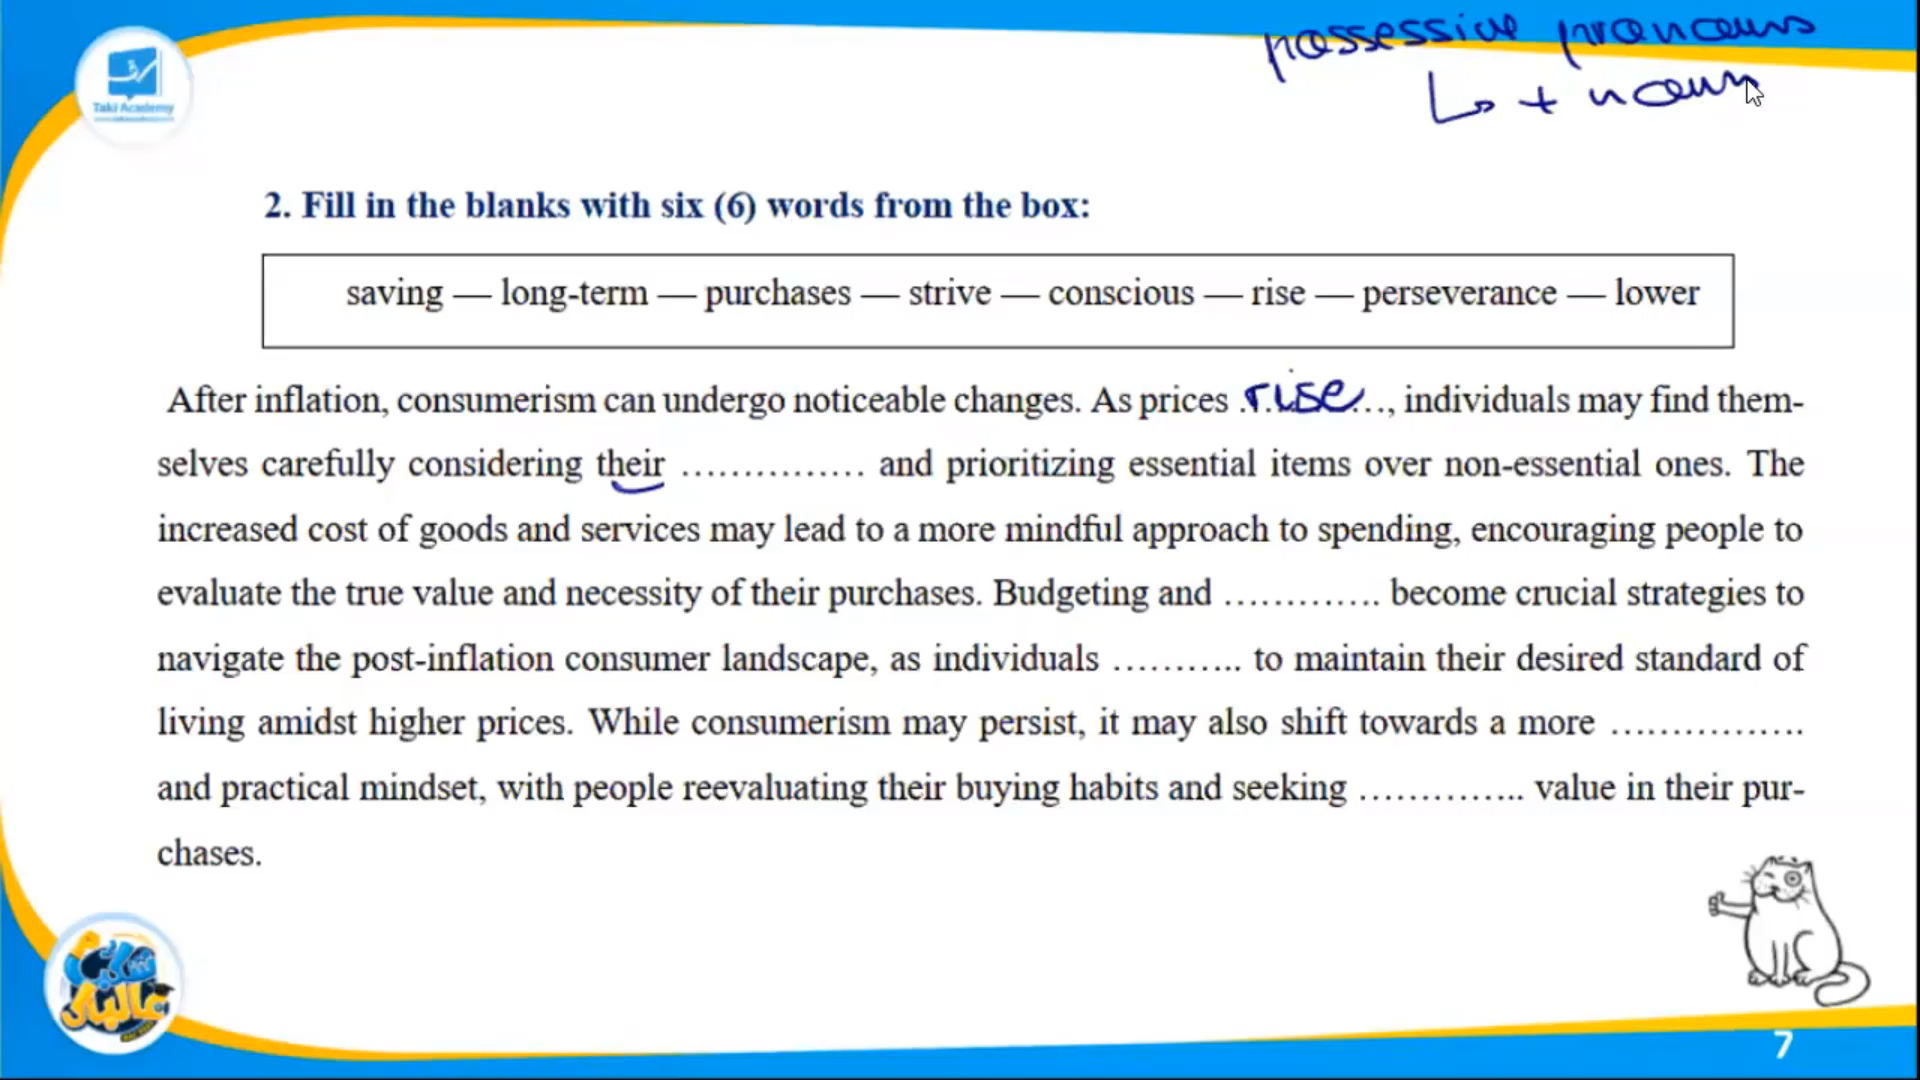 possessive pronouns
↳ + noun
Taki Academy
www.takiacademy.com
2. Fill in the blanks with six (6) words from the box:
saving — long-term — purchases — strive — conscious — rise — perseverance — lower
After inflation, consumerism can undergo noticeable changes. As prices ..rise..., individuals may find them-
selves carefully considering their …………… and prioritizing essential items over non-essential ones. The
increased cost of goods and services may lead to a more mindful approach to spending, encouraging people to
evaluate the true value and necessity of their purchases. Budgeting and …………. become crucial strategies to
navigate the post-inflation consumer landscape, as individuals ……….. to maintain their desired standard of
living amidst higher prices. While consumerism may persist, it may also shift towards a more …………….
and practical mindset, with people reevaluating their buying habits and seeking ………….. value in their pur-
chases.
7